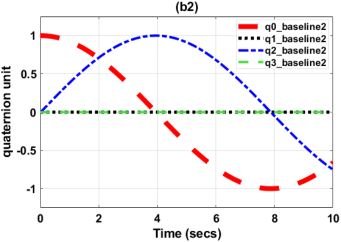 (b2)
q0_baseline2
q1_baseline2
q2_baseline2
q3_baseline2
quaternion unit
1
0.5
0
-0.5
-1
0 2 4 6 8 10
Time (secs)